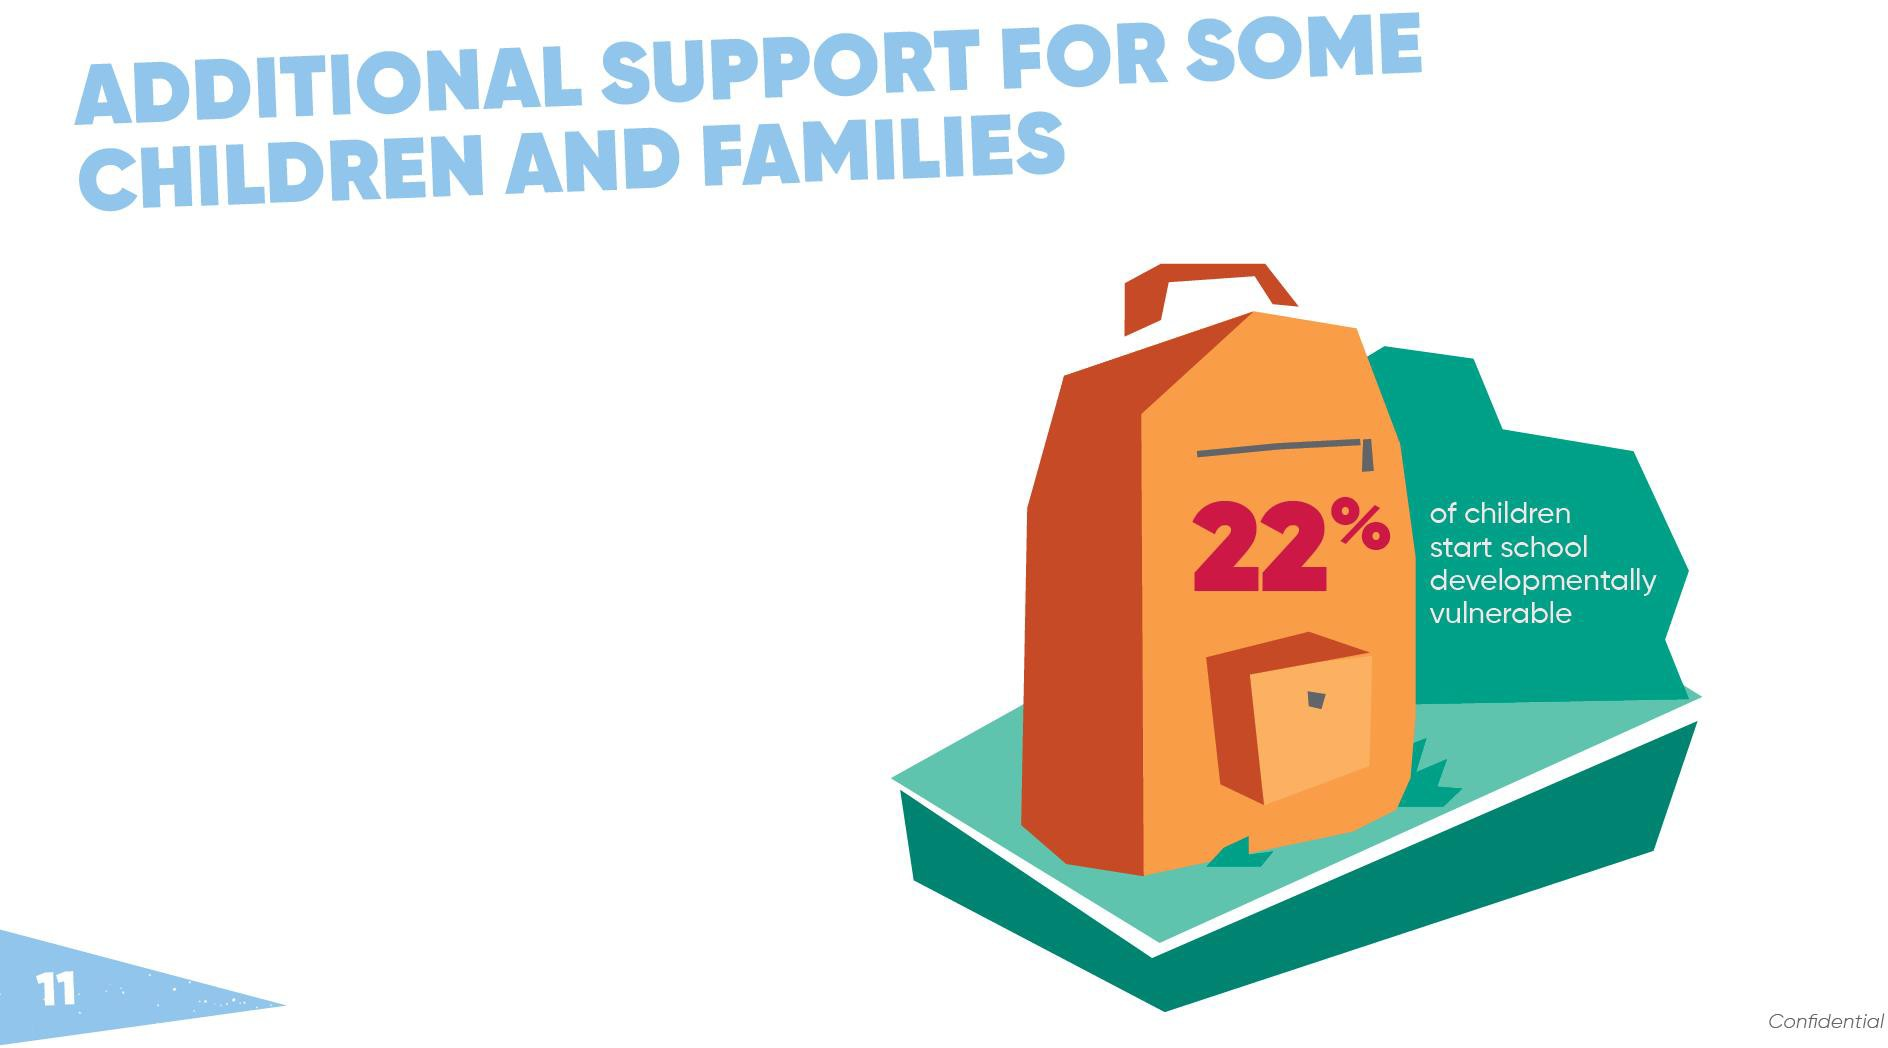 ADDITIONAL SUPPORT FOR SOME
CHILDREN AND FAMILIES
22%
of children
start school
developmentally
vulnerable
11
Confidential